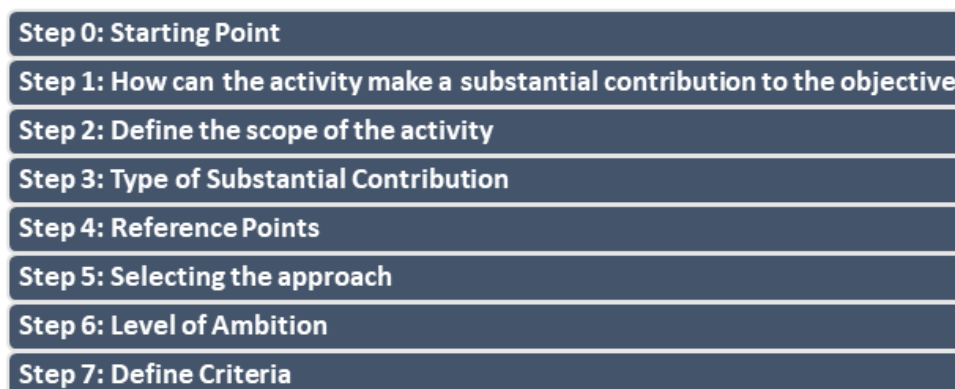 Step 0: Starting Point
Step 1: How can the activity make a substantial contribution to the objective
Step 2: Define the scope of the activity
Step 3: Type of Substantial Contribution
Step 4: Reference Points
Step 5: Selecting the approach
Step 6: Level of Ambition
Step 7: Define Criteria